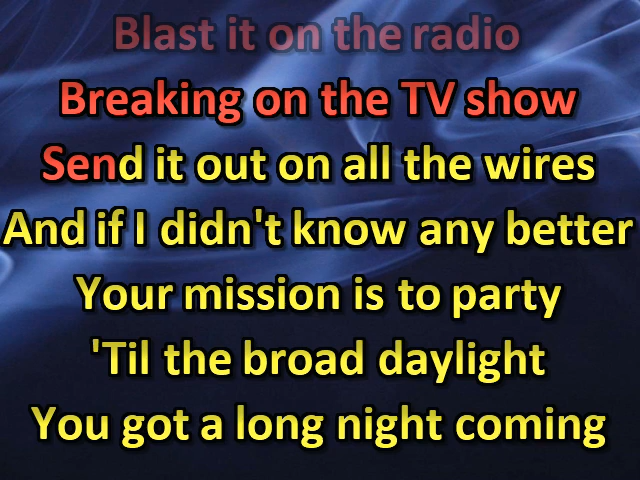 Blast it on the radio
Breaking on the TV show
Send it out on all the wires
And if I didn't know any better
Your mission is to party
'Til the broad daylight
You got a long night coming